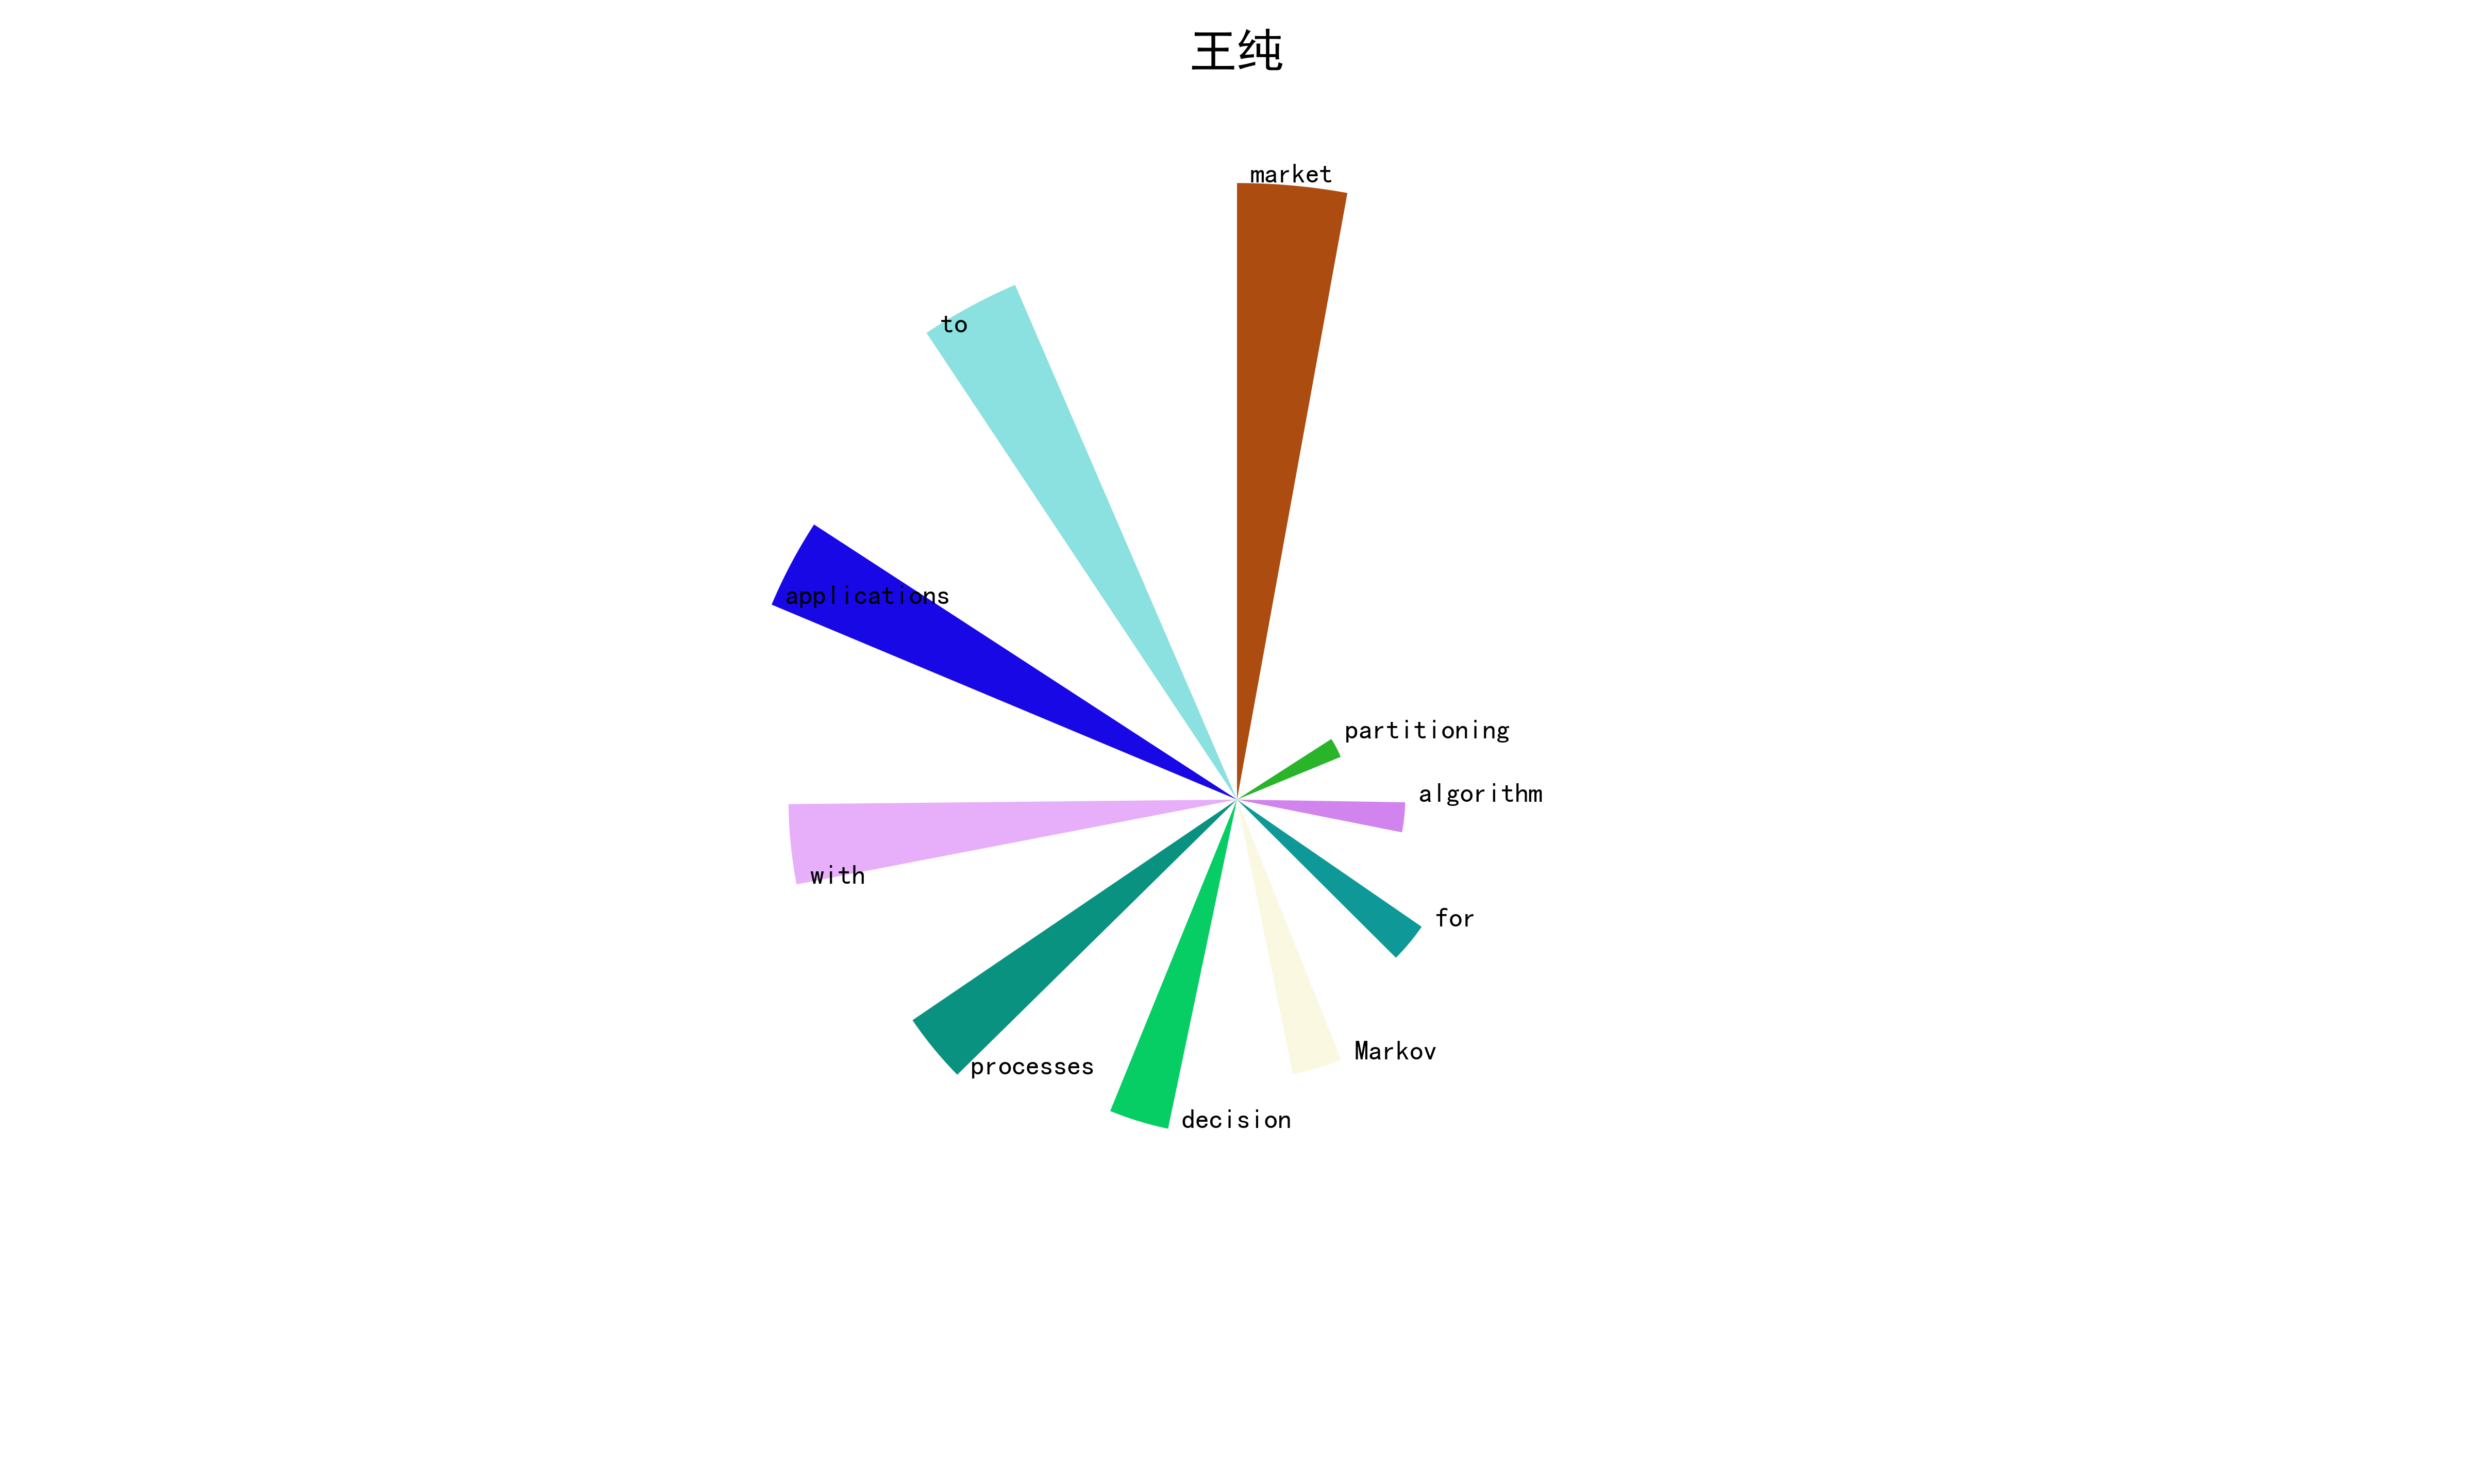 王纯
market
to
applications
partitioning
algorithm
with
for
Markov
processes
decision